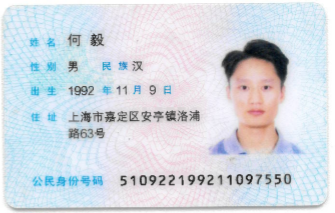 姓名 何毅
性别 男 民族 汉
出生 1992 年 11 月 9 日
住址 上海市嘉定区安亭镇洛浦
路63号
公民身份号码 510922199211097550